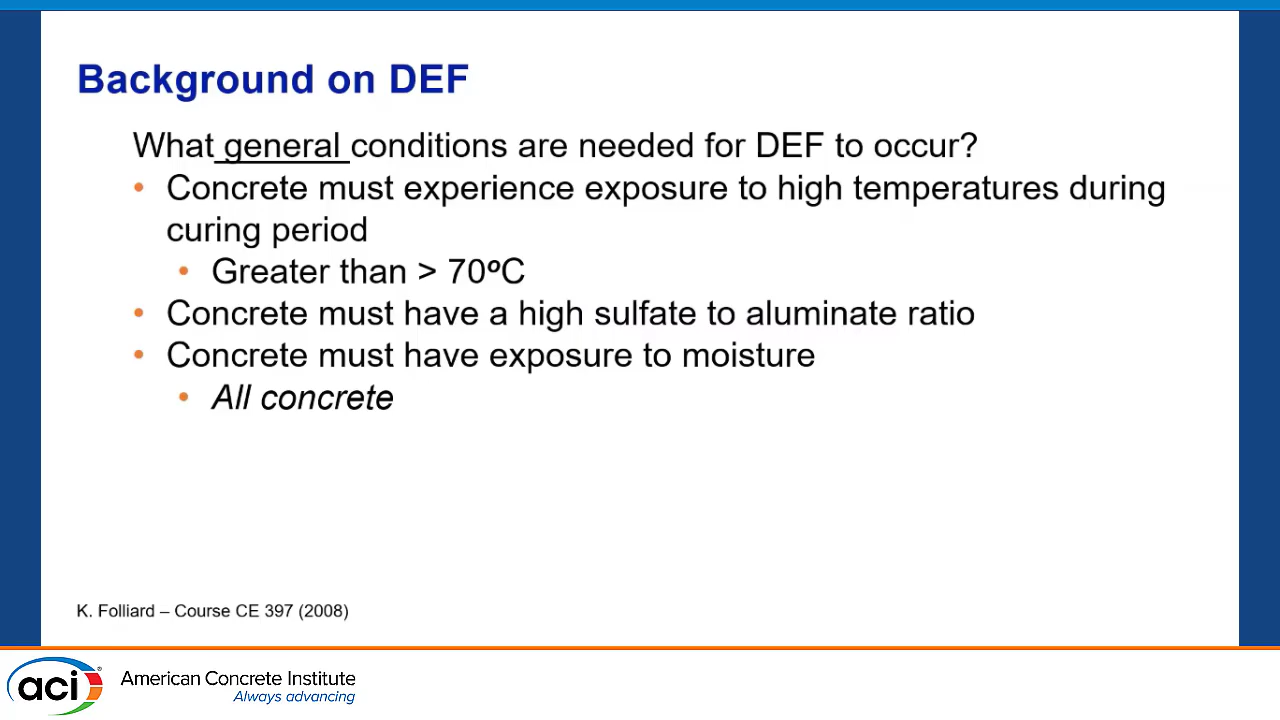 Background on DEF
What general conditions are needed for DEF to occur?
• Concrete must experience exposure to high temperatures during
curing period
• Greater than > 70ºC
• Concrete must have a high sulfate to aluminate ratio
• Concrete must have exposure to moisture
• All concrete
K. Folliard – Course CE 397 (2008)
aci®
American Concrete Institute
Always advancing